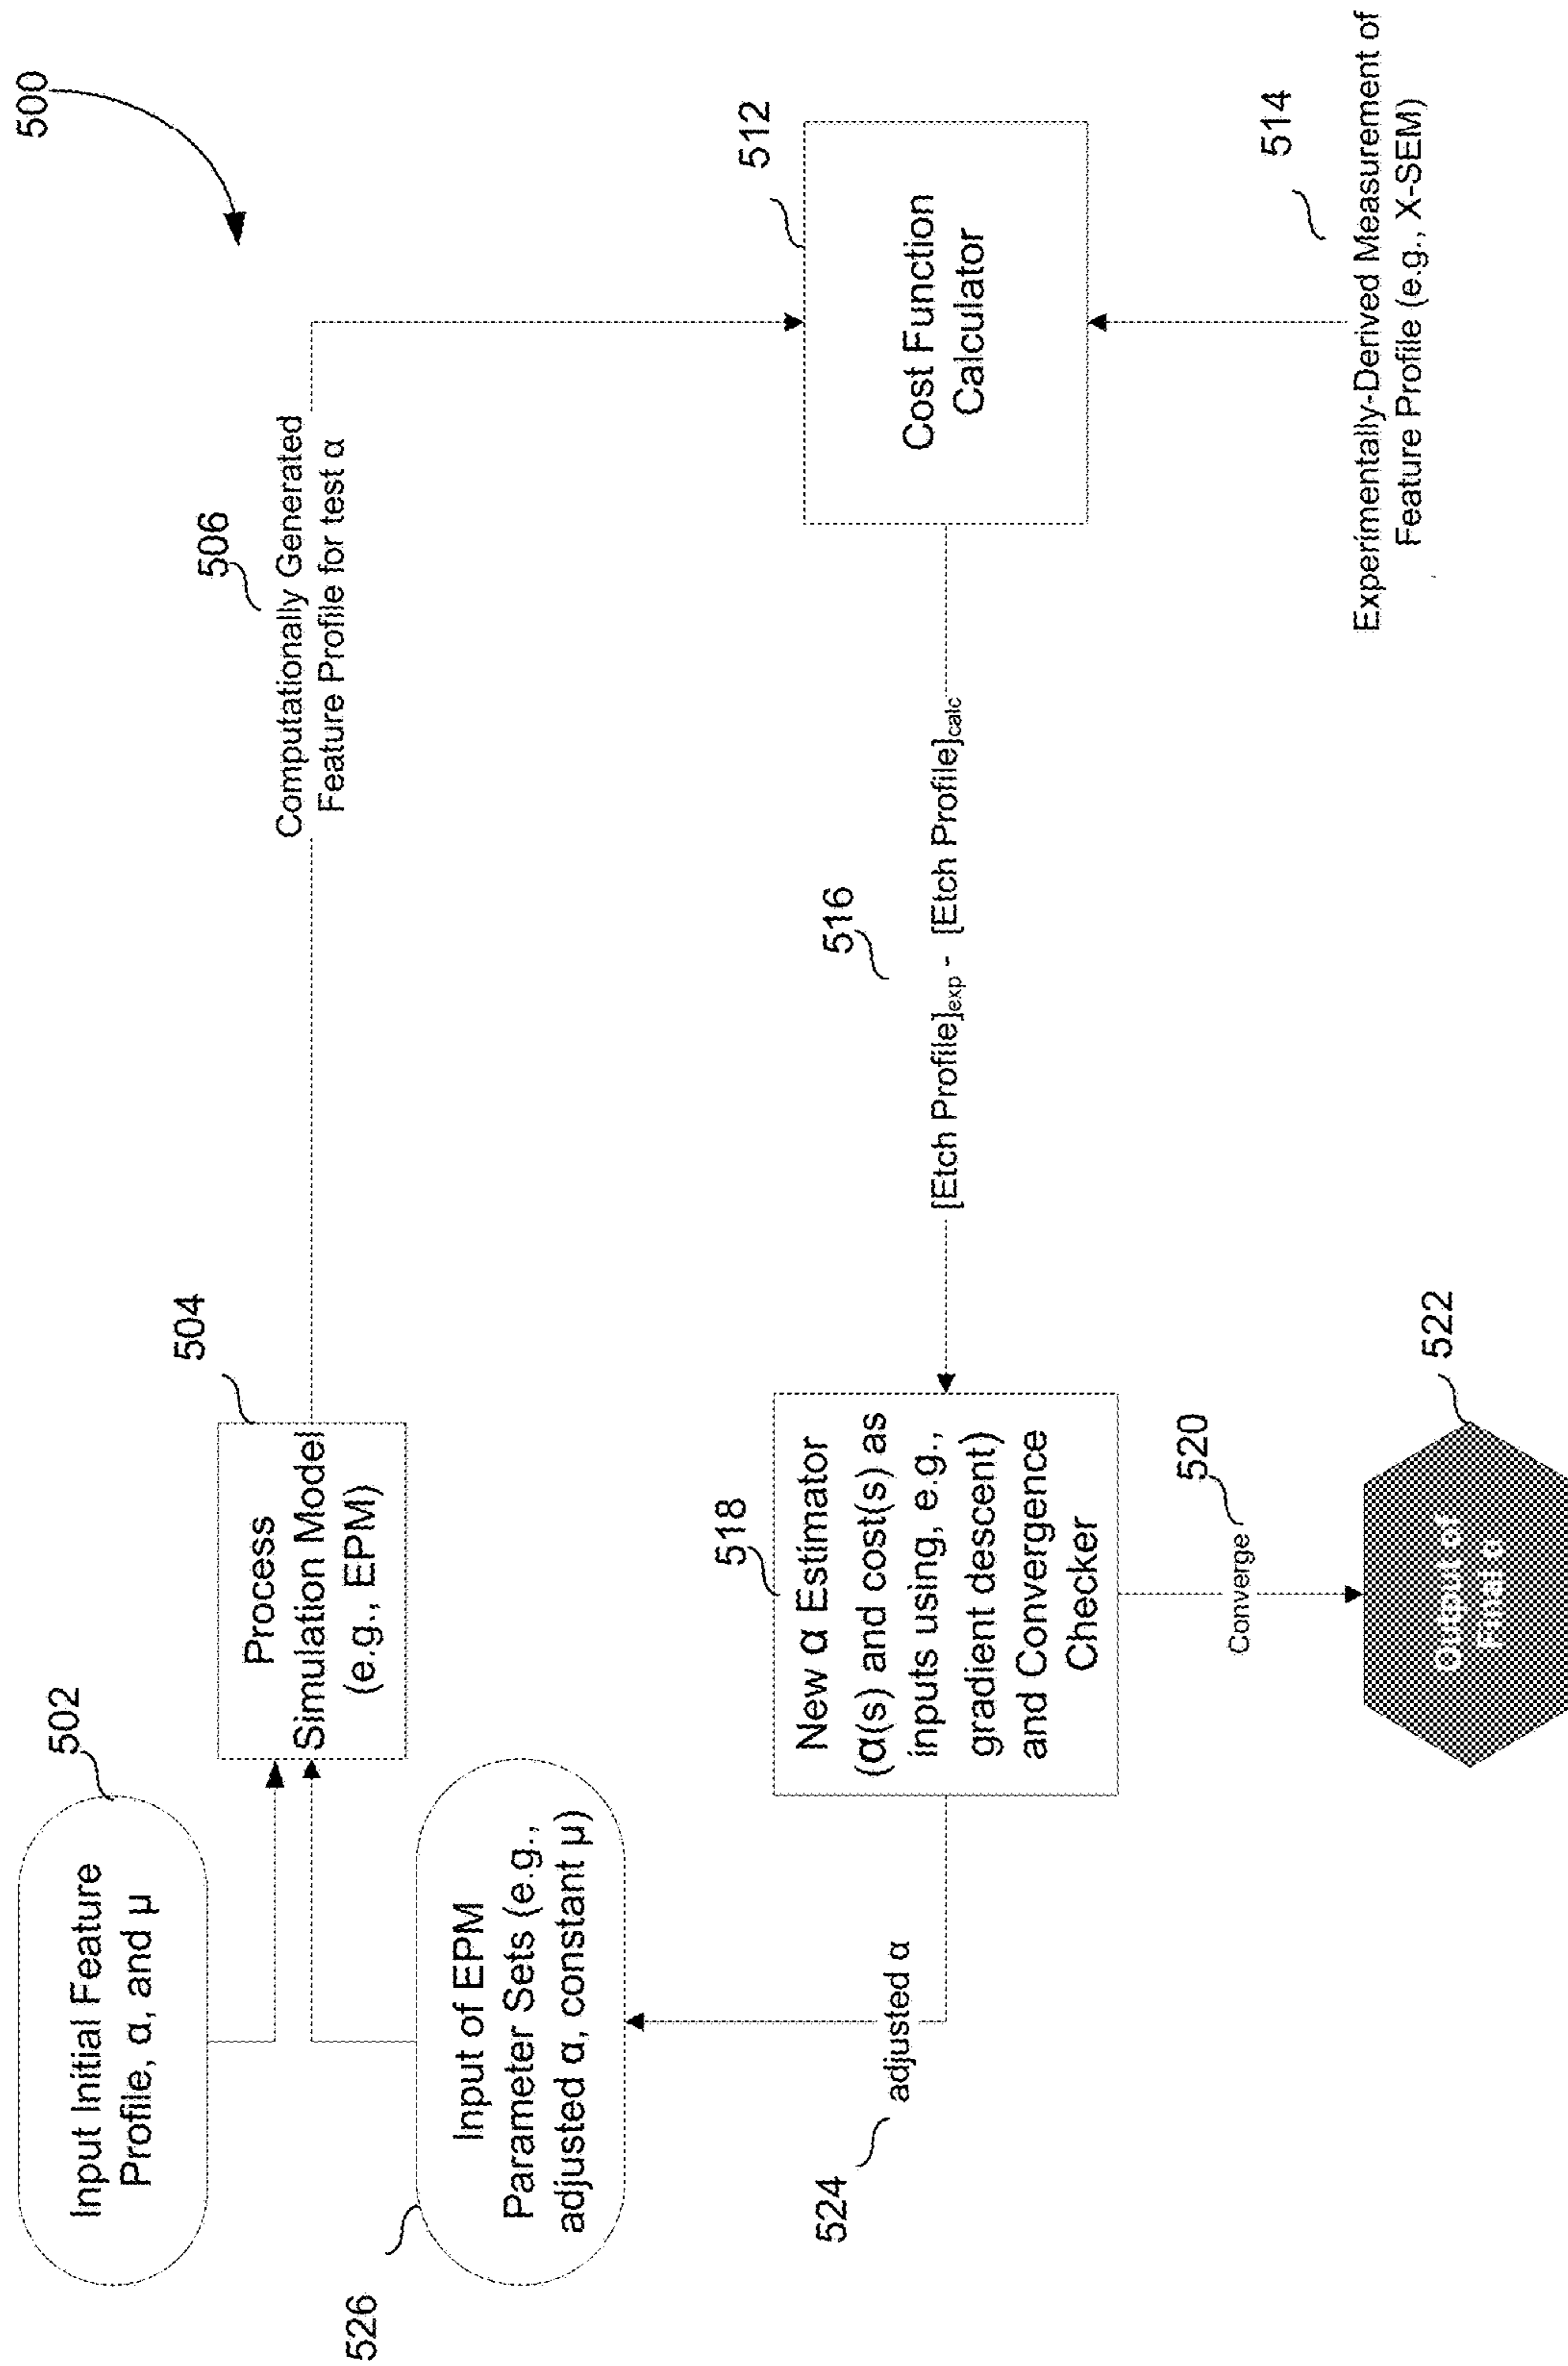 500
502
Input Initial Feature
Profile, α, and µ
504
Process
Simulation Model
(e.g., EPM)
506
Computationally Generated
Feature Profile for test α
512
Cost Function
Calculator
514
Experimentally-Derived Measurement of
Feature Profile (e.g., X-SEM)
516
[Etch Profile]exp - [Etch Profile]calc
518
New α Estimator
(α(s) and cost(s) as
inputs using, e.g.,
gradient descent)
and Convergence
Checker
520
Converge
522
Output of
Final
524
adjusted α
526
Input of EPM
Parameter Sets (e.g.,
adjusted α, constant µ)